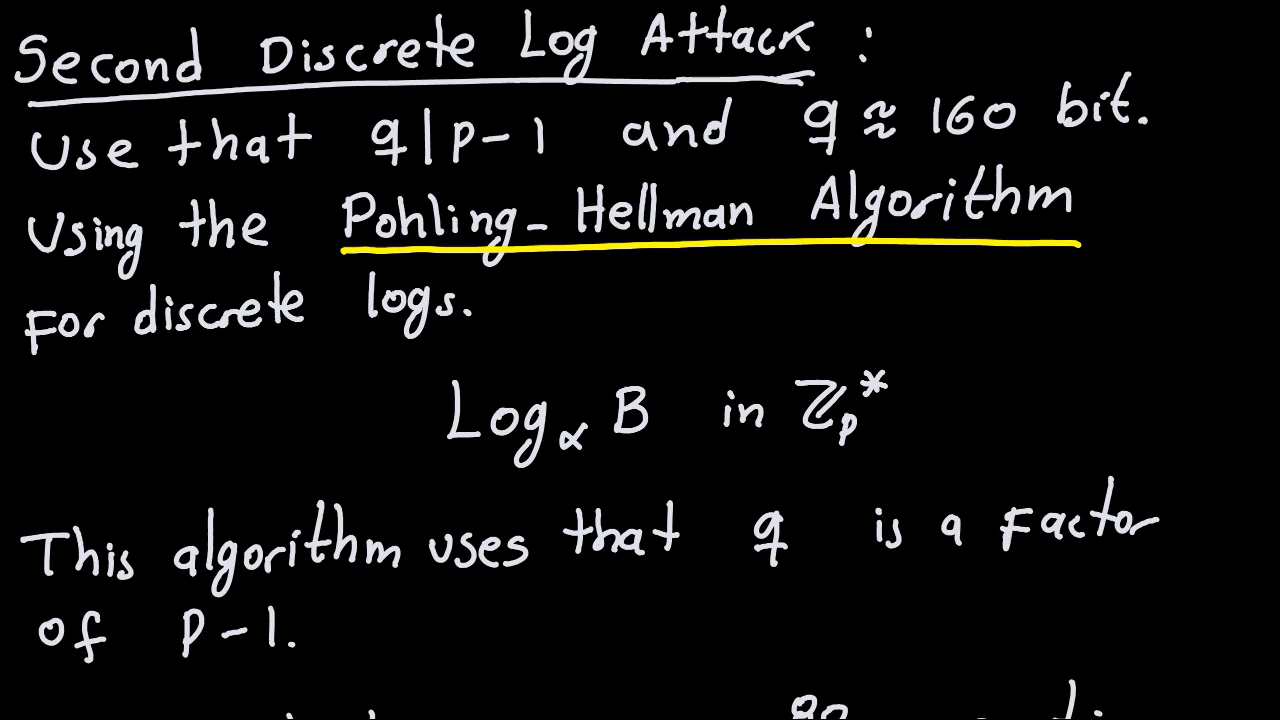 Second Discrete Log Attack :
Use that q | p - 1 and q ≈ 160 bit.
Using the Pohling - Hellman Algorithm
For discrete logs.
Log_α B in ℤ_p^*
This algorithm uses that q is a factor
of p - 1.